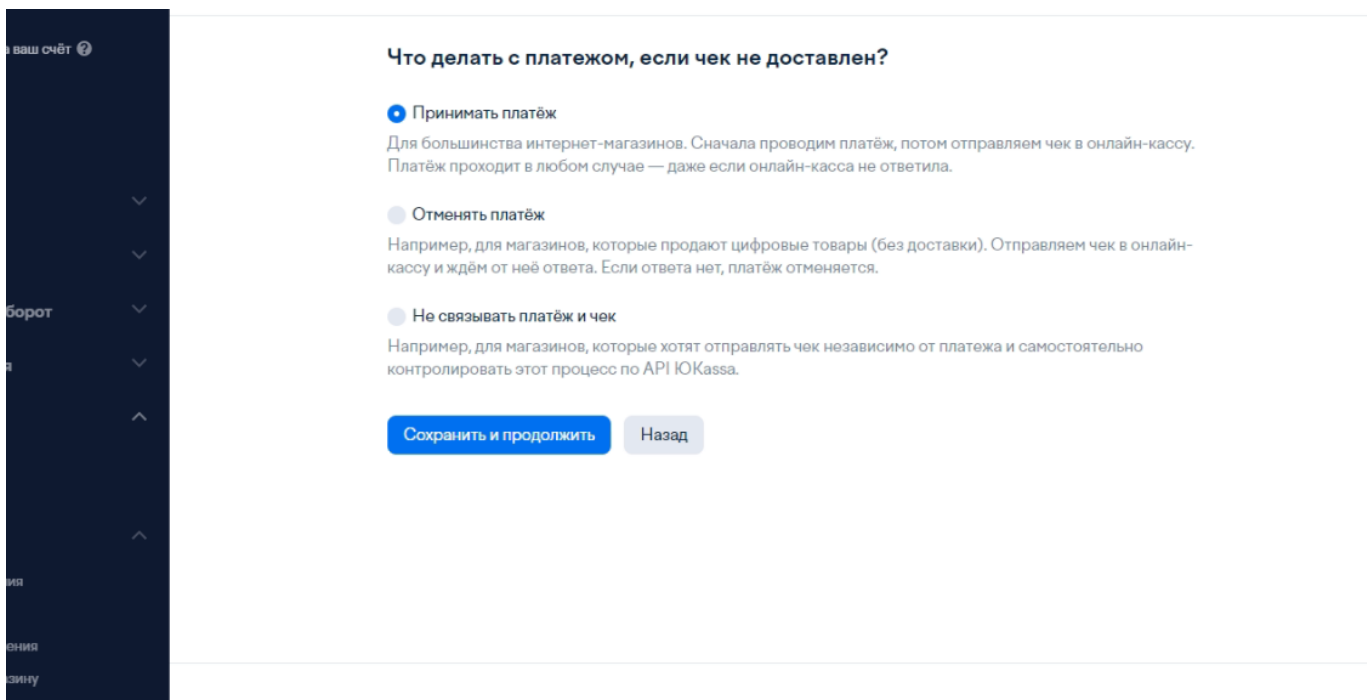 ваш счёт
Что делать с платежом, если чек не доставлен?
Принимать платёж
Для большинства интернет-магазинов. Сначала проводим платёж, потом отправляем чек в онлайн-кассу.
Платёж проходит в любом случае — даже если онлайн-касса не ответила.
Отменять платёж
Например, для магазинов, которые продают цифровые товары (без доставки). Отправляем чек в онлайн-
кассу и ждём от неё ответа. Если ответа нет, платёж отменяется.
борот
Не связывать платёж и чек
Например, для магазинов, которые хотят отправлять чек независимо от платежа и самостоятельно
контролировать этот процесс по API ЮKassa.
Сохранить и продолжить
Назад
ия
ения
зину